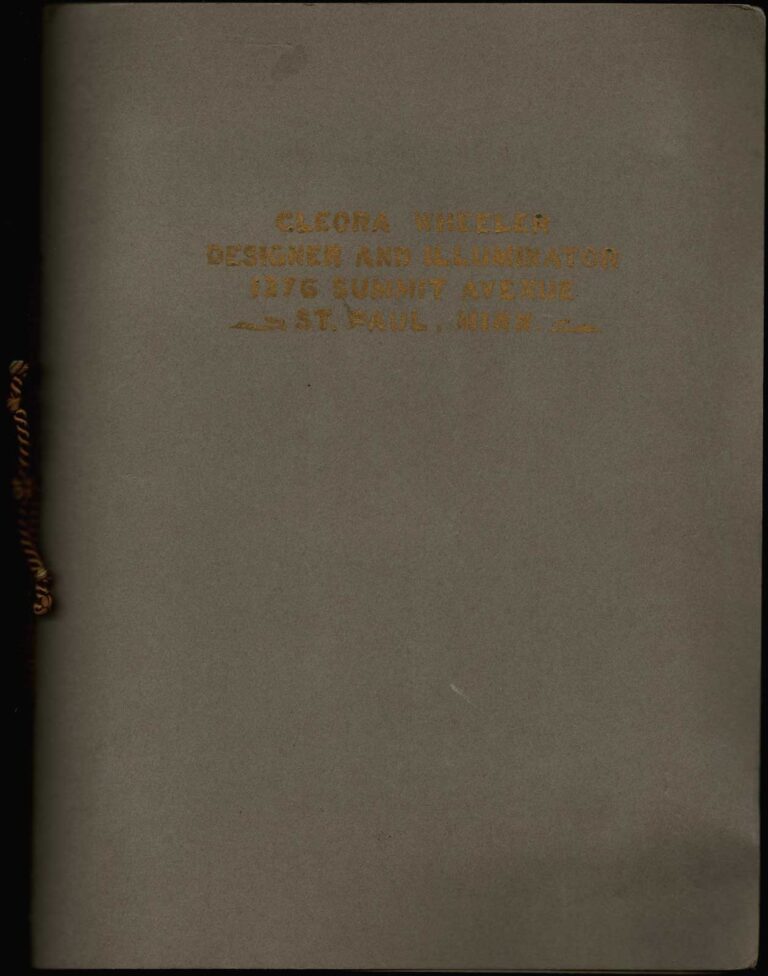 CLEORA WHEELER
DESIGNER AND ILLUMINATOR
1376 SUMMIT AVENUE
ST. PAUL, MINN.